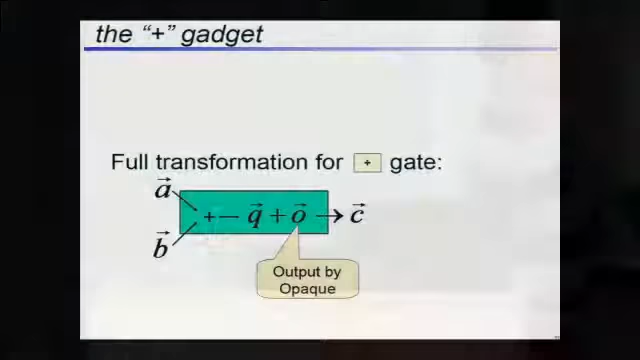 the “+” gadget
Full transformation for + gate:
a⃗
+ − q⃗ + o⃗ → c⃗
b⃗
Output by
Opaque